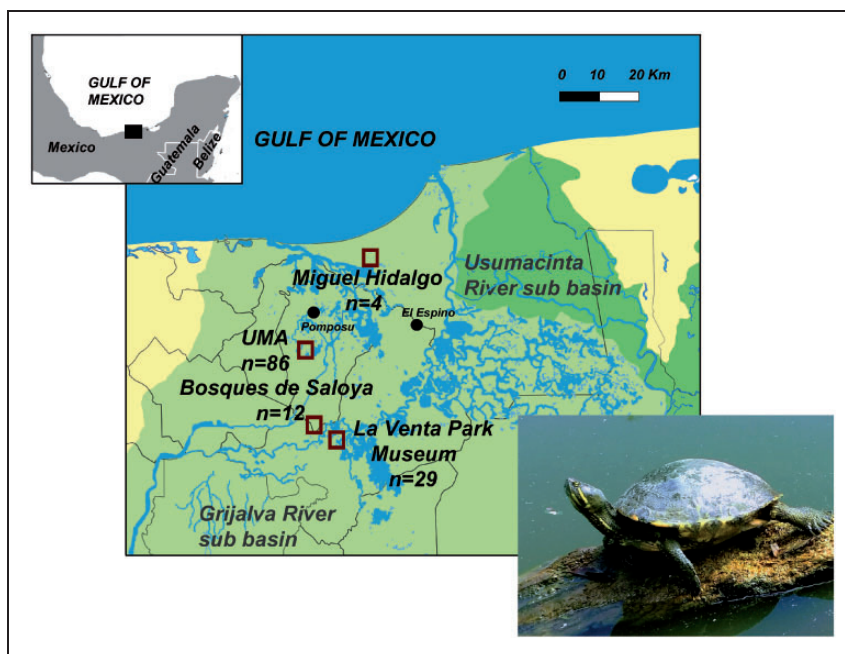 GULF OF
MEXICO
Mexico
Guatemala
Belize
0 10 20 Km
GULF OF MEXICO
Usumacinta
River sub basin
Miguel Hidalgo
n=4
El Espino
Pomposu
UMA
n=86
Bosques de Saloya
n=12
La Venta Park
Museum
n=29
Grijalva River
sub basin